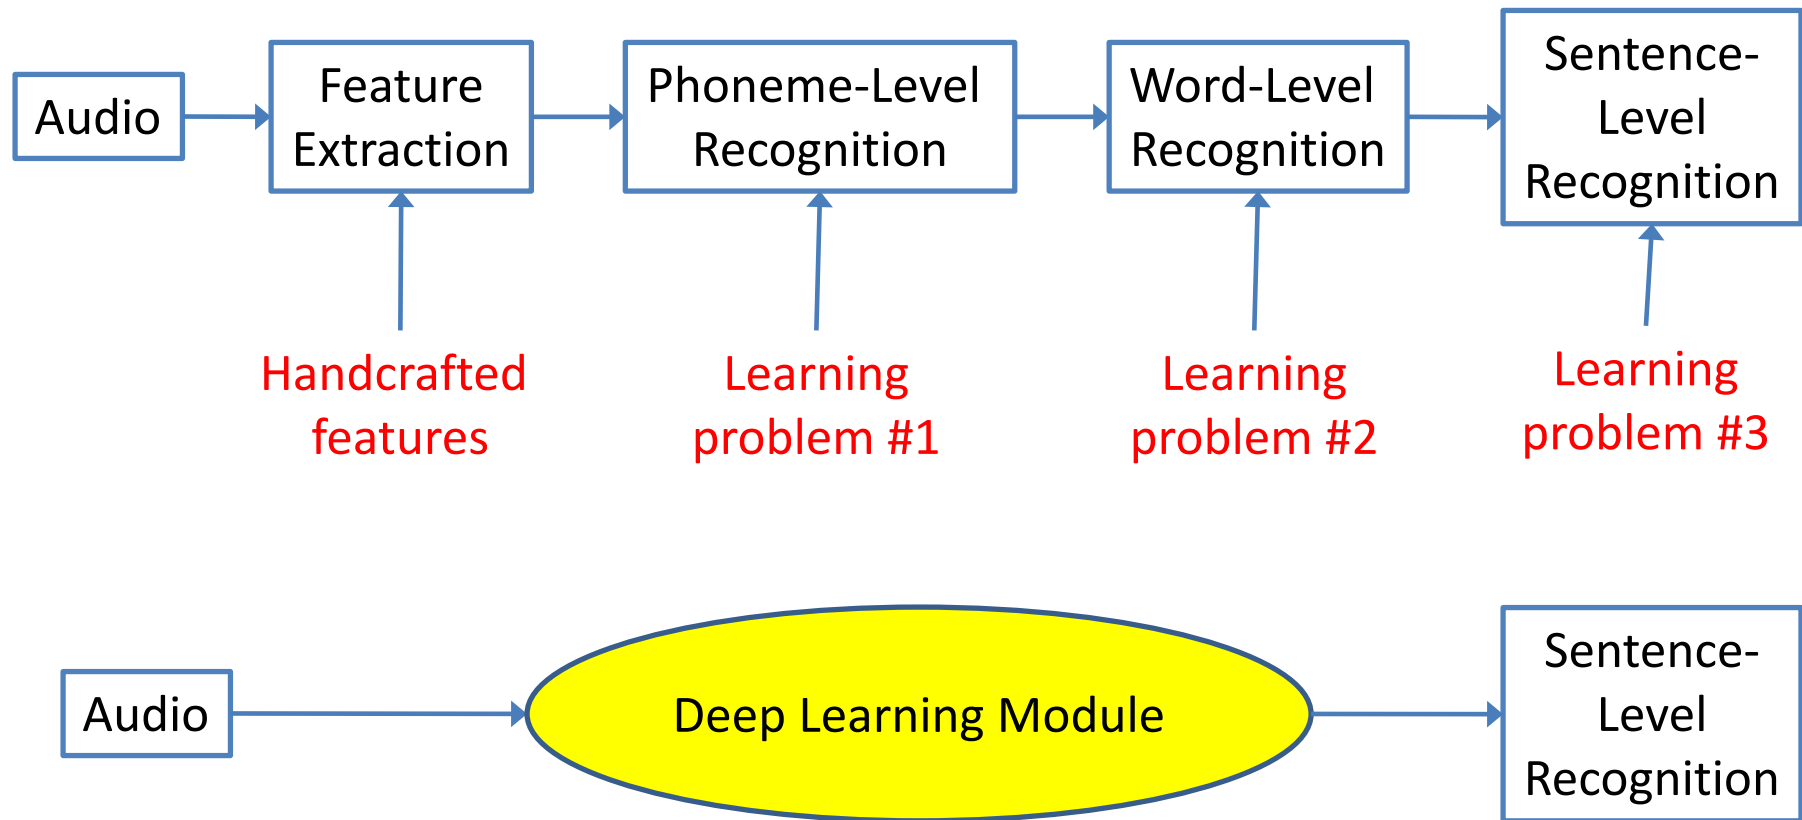 Audio
Feature
Extraction
Phoneme-Level
Recognition
Word-Level
Recognition
Sentence-
Level
Recognition
Handcrafted
features
Learning
problem #1
Learning
problem #2
Learning
problem #3
Audio
Deep Learning Module
Sentence-
Level
Recognition